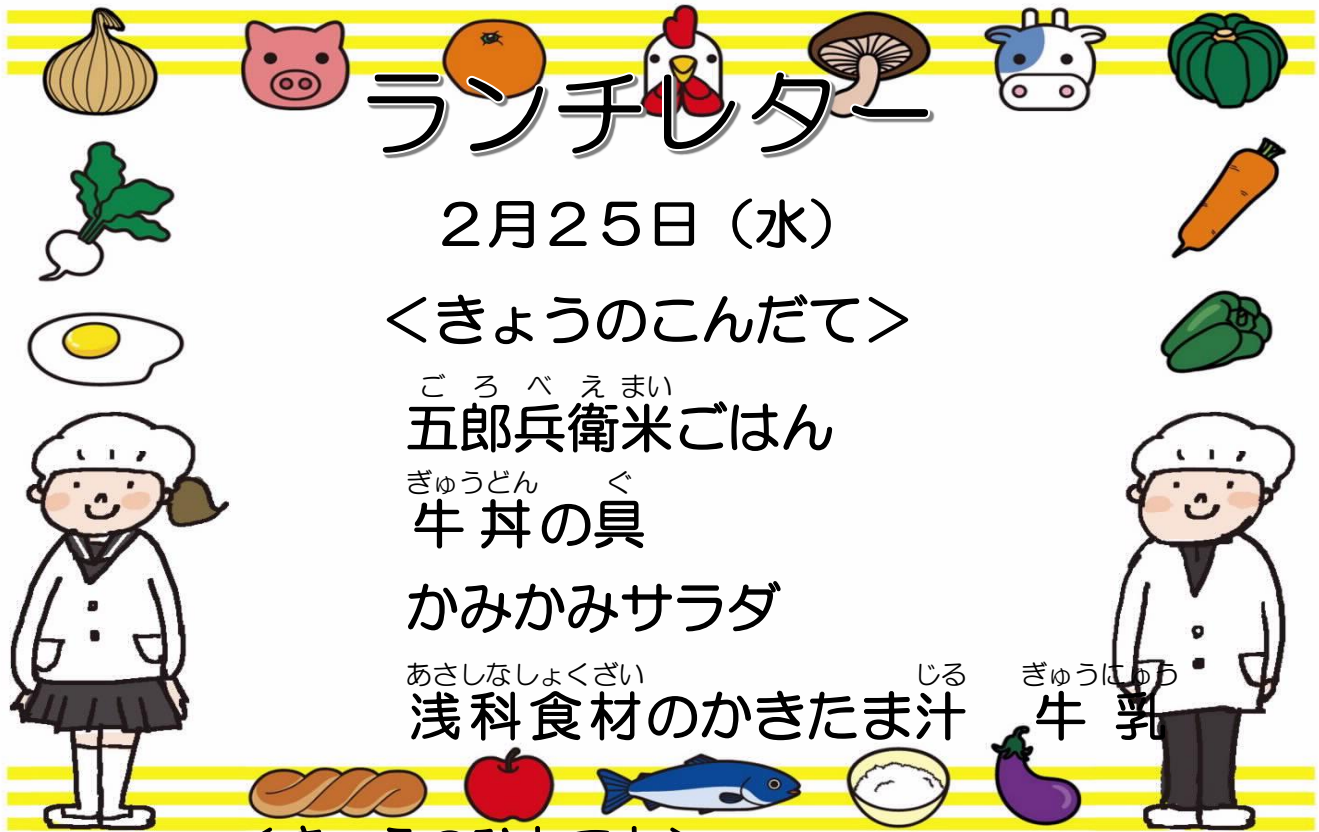 ランチレター
２月２５日（水）
＜きょうのこんだて＞
ごろべえまい
五郎兵衛米ごはん
ぎゅうどん ぐ
牛丼の具
かみかみサラダ
あさしなしょくざい じる ぎゅうにゅう
浅科食材のかきたま汁 牛乳